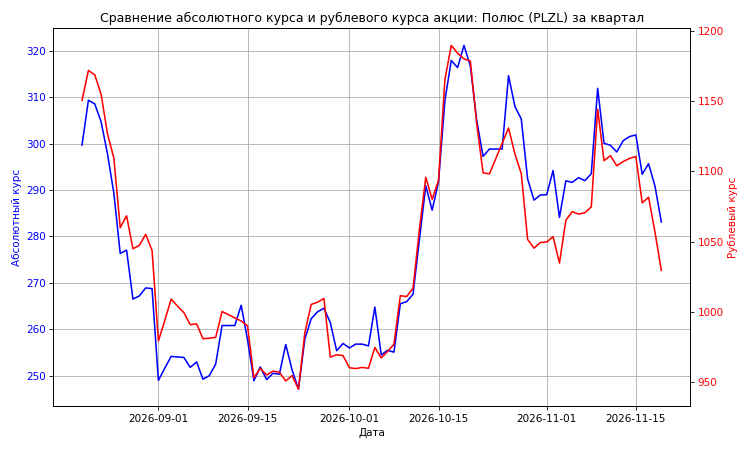 Сравнение абсолютного курса и рублевого курса акции: Полюс (PLZL) за квартал
Абсолютный курс
320
310
300
290
280
270
260
250
1200
1150
1100
1050
1000
950
Рублевый курс
2026-09-01 2026-09-15 2026-10-01 2026-10-15 2026-11-01 2026-11-15
Дата